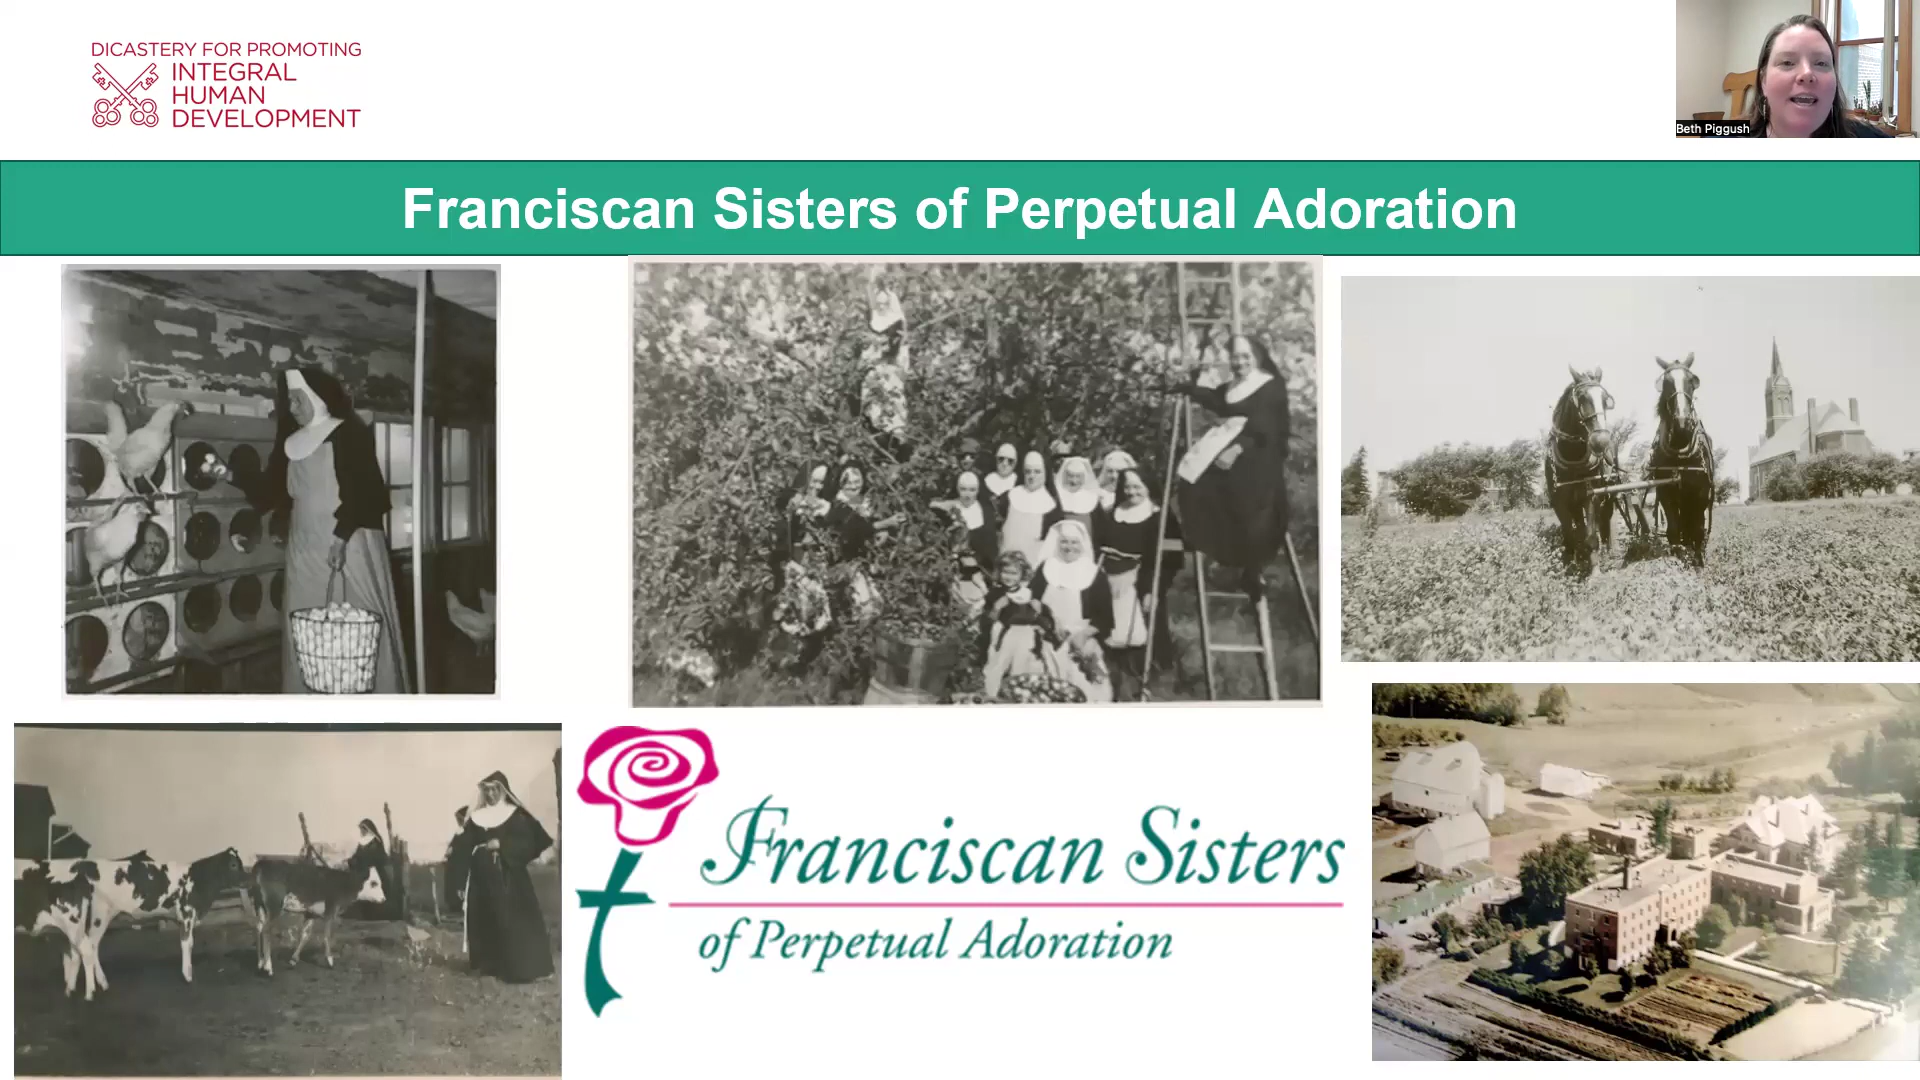 DICASTERY FOR PROMOTING
INTEGRAL
HUMAN
DEVELOPMENT
Beth Piggush
Franciscan Sisters of Perpetual Adoration
Franciscan Sisters
of Perpetual Adoration